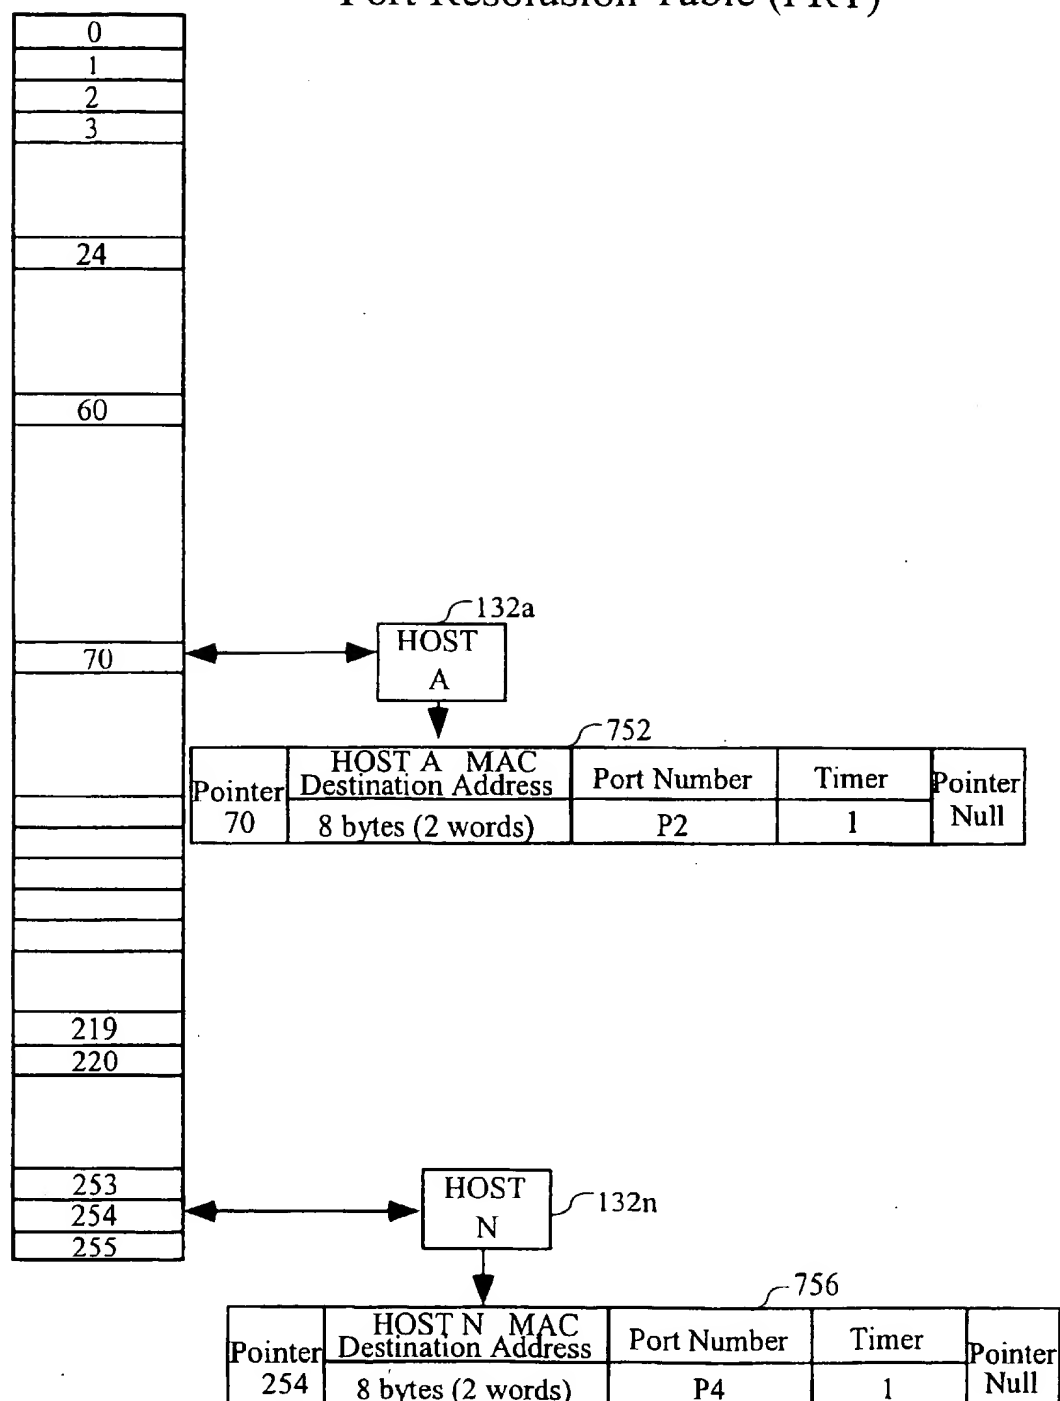 Port Resolution Table (PRT)
0
1
2
3
24
60
132a
HOST
A
70
752
Pointer
70
HOST A MAC
Destination Address
8 bytes (2 words)
Port Number
P2
Timer
1
Pointer
Null
219
220
253
254
255
HOST
N
132n
756
Pointer
254
HOST N MAC
Destination Address
8 bytes (2 words)
Port Number
P4
Timer
1
Pointer
Null